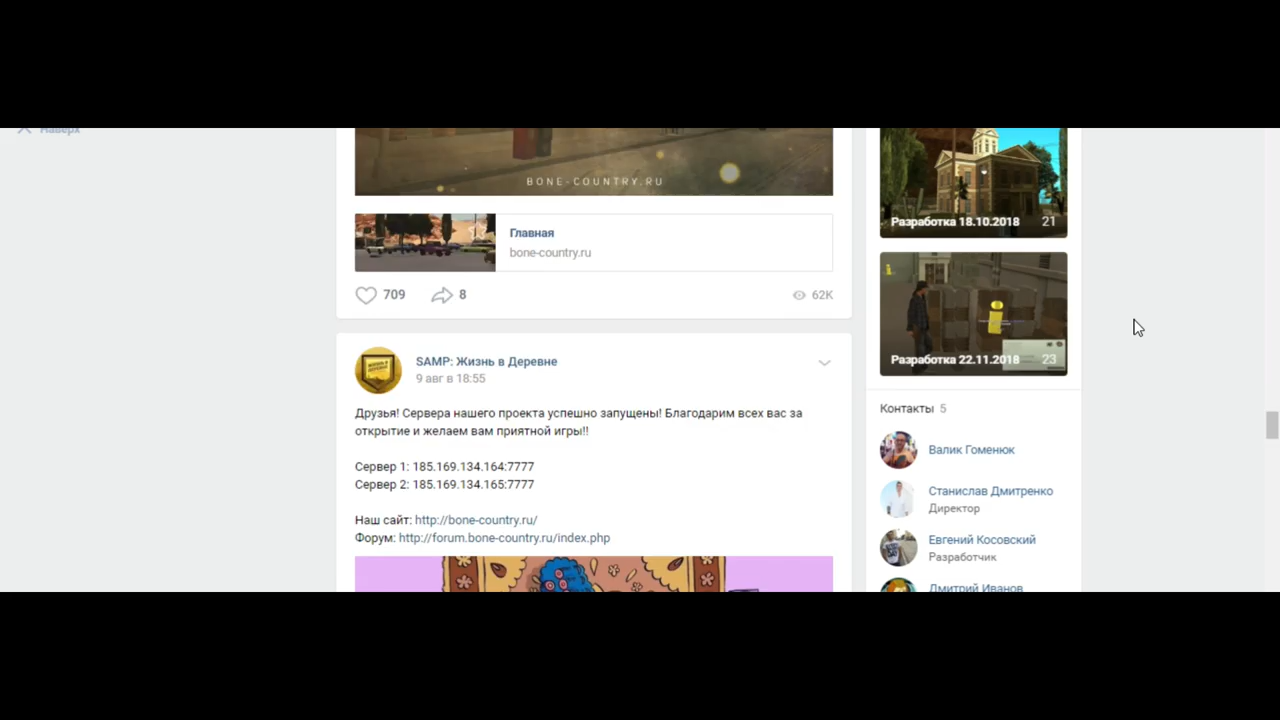 Наверх
BONE-COUNTRY.RU
Главная
bone-country.ru
709
8
62K
SAMP: Жизнь в Деревне
9 авг в 18:55
Друзья! Сервера нашего проекта успешно запущены! Благодарим всех вас за
открытие и желаем вам приятной игры!!
Сервер 1: 185.169.134.164:7777
Сервер 2: 185.169.134.165:7777
Наш сайт: http://bone-country.ru/
Форум: http://forum.bone-country.ru/index.php
Разработка 18.10.2018 21
Разработка 22.11.2018 23
Контакты 5
Валик Гоменюк
Станислав Дмитренко
Директор
Евгений Косовский
Разработчик
Дмитрий Иванов